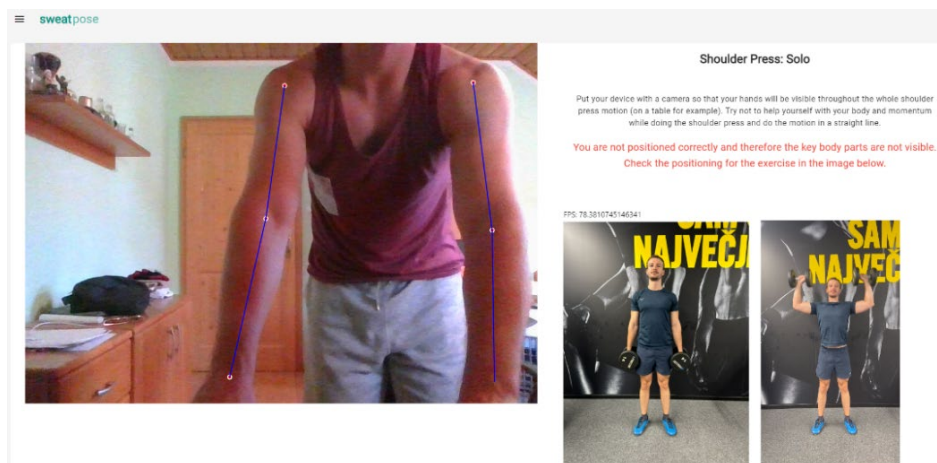 sweatpose
Shoulder Press: Solo
Put your device with a camera so that your hands will be visible throughout the whole shoulder
press motion (on a table for example). Try not to help yourself with your body and momentum
while doing the shoulder press and do the motion in a straight line.
You are not positioned correctly and therefore the key body parts are not visible.
Check the positioning for the exercise in the image below.
FPS: 78.3810745146341
SAM
NAJVEČJ
SAM
NAJVEČ